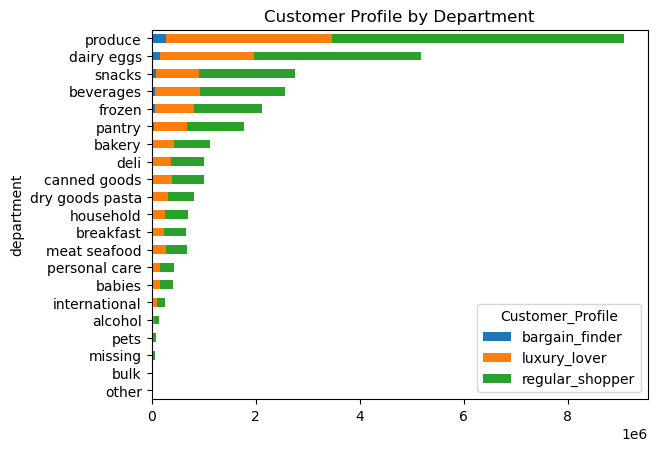 Customer Profile by Department
department
produce
dairy eggs
snacks
beverages
frozen
pantry
bakery
deli
canned goods
dry goods pasta
household
breakfast
meat seafood
personal care
babies
international
alcohol
pets
missing
bulk
other
Customer_Profile
bargain_finder
luxury_lover
regular_shopper
0 2 4 6 8
1e6